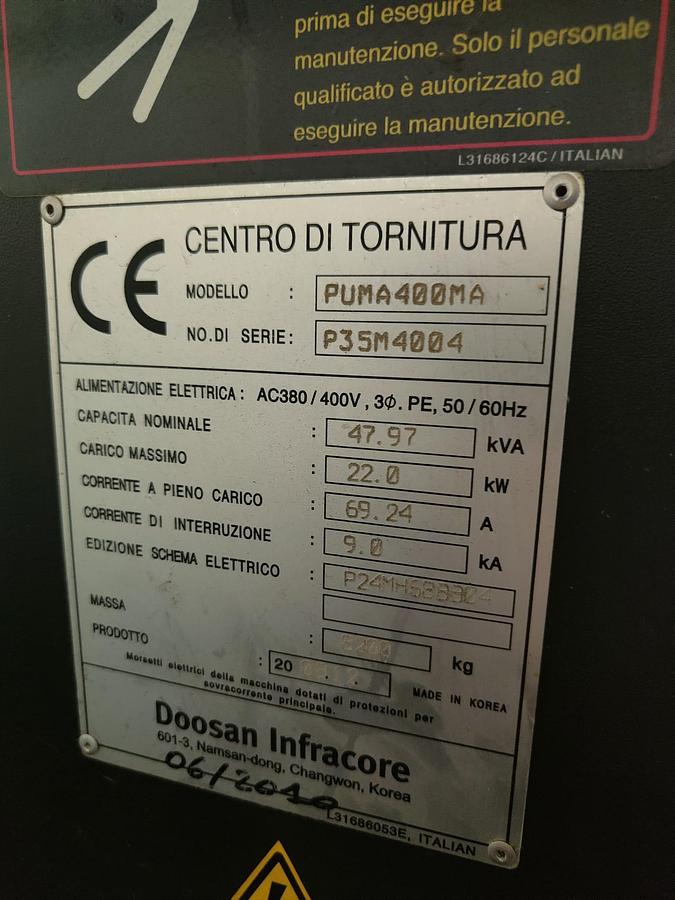 prima di eseguire la
manutenzione. Solo il personale
qualificato è autorizzato ad
eseguire la manutenzione.
L31686124C / ITALIAN
CE
CENTRO DI TORNITURA
MODELLO : PUMA400MA
NO.DI SERIE: P35M4004
ALIMENTAZIONE ELETTRICA : AC380 / 400V , 3Φ. PE, 50 / 60Hz
CAPACITA NOMINALE : 47.97 kVA
CARICO MASSIMO : 22.0 kW
CORRENTE A PIENO CARICO : 69.24 A
CORRENTE DI INTERRUZIONE : 9.0 kA
EDIZIONE SCHEMA ELETTRICO :
MASSA : kg
PRODOTTO : 20
MADE IN KOREA
Morsetti elettrici della macchina dotati di protezioni per
sovracorrente principale.
Doosan Infracore
601-3, Namsan-dong, Changwon, Korea
06/2010
L31686053E, ITALIAN